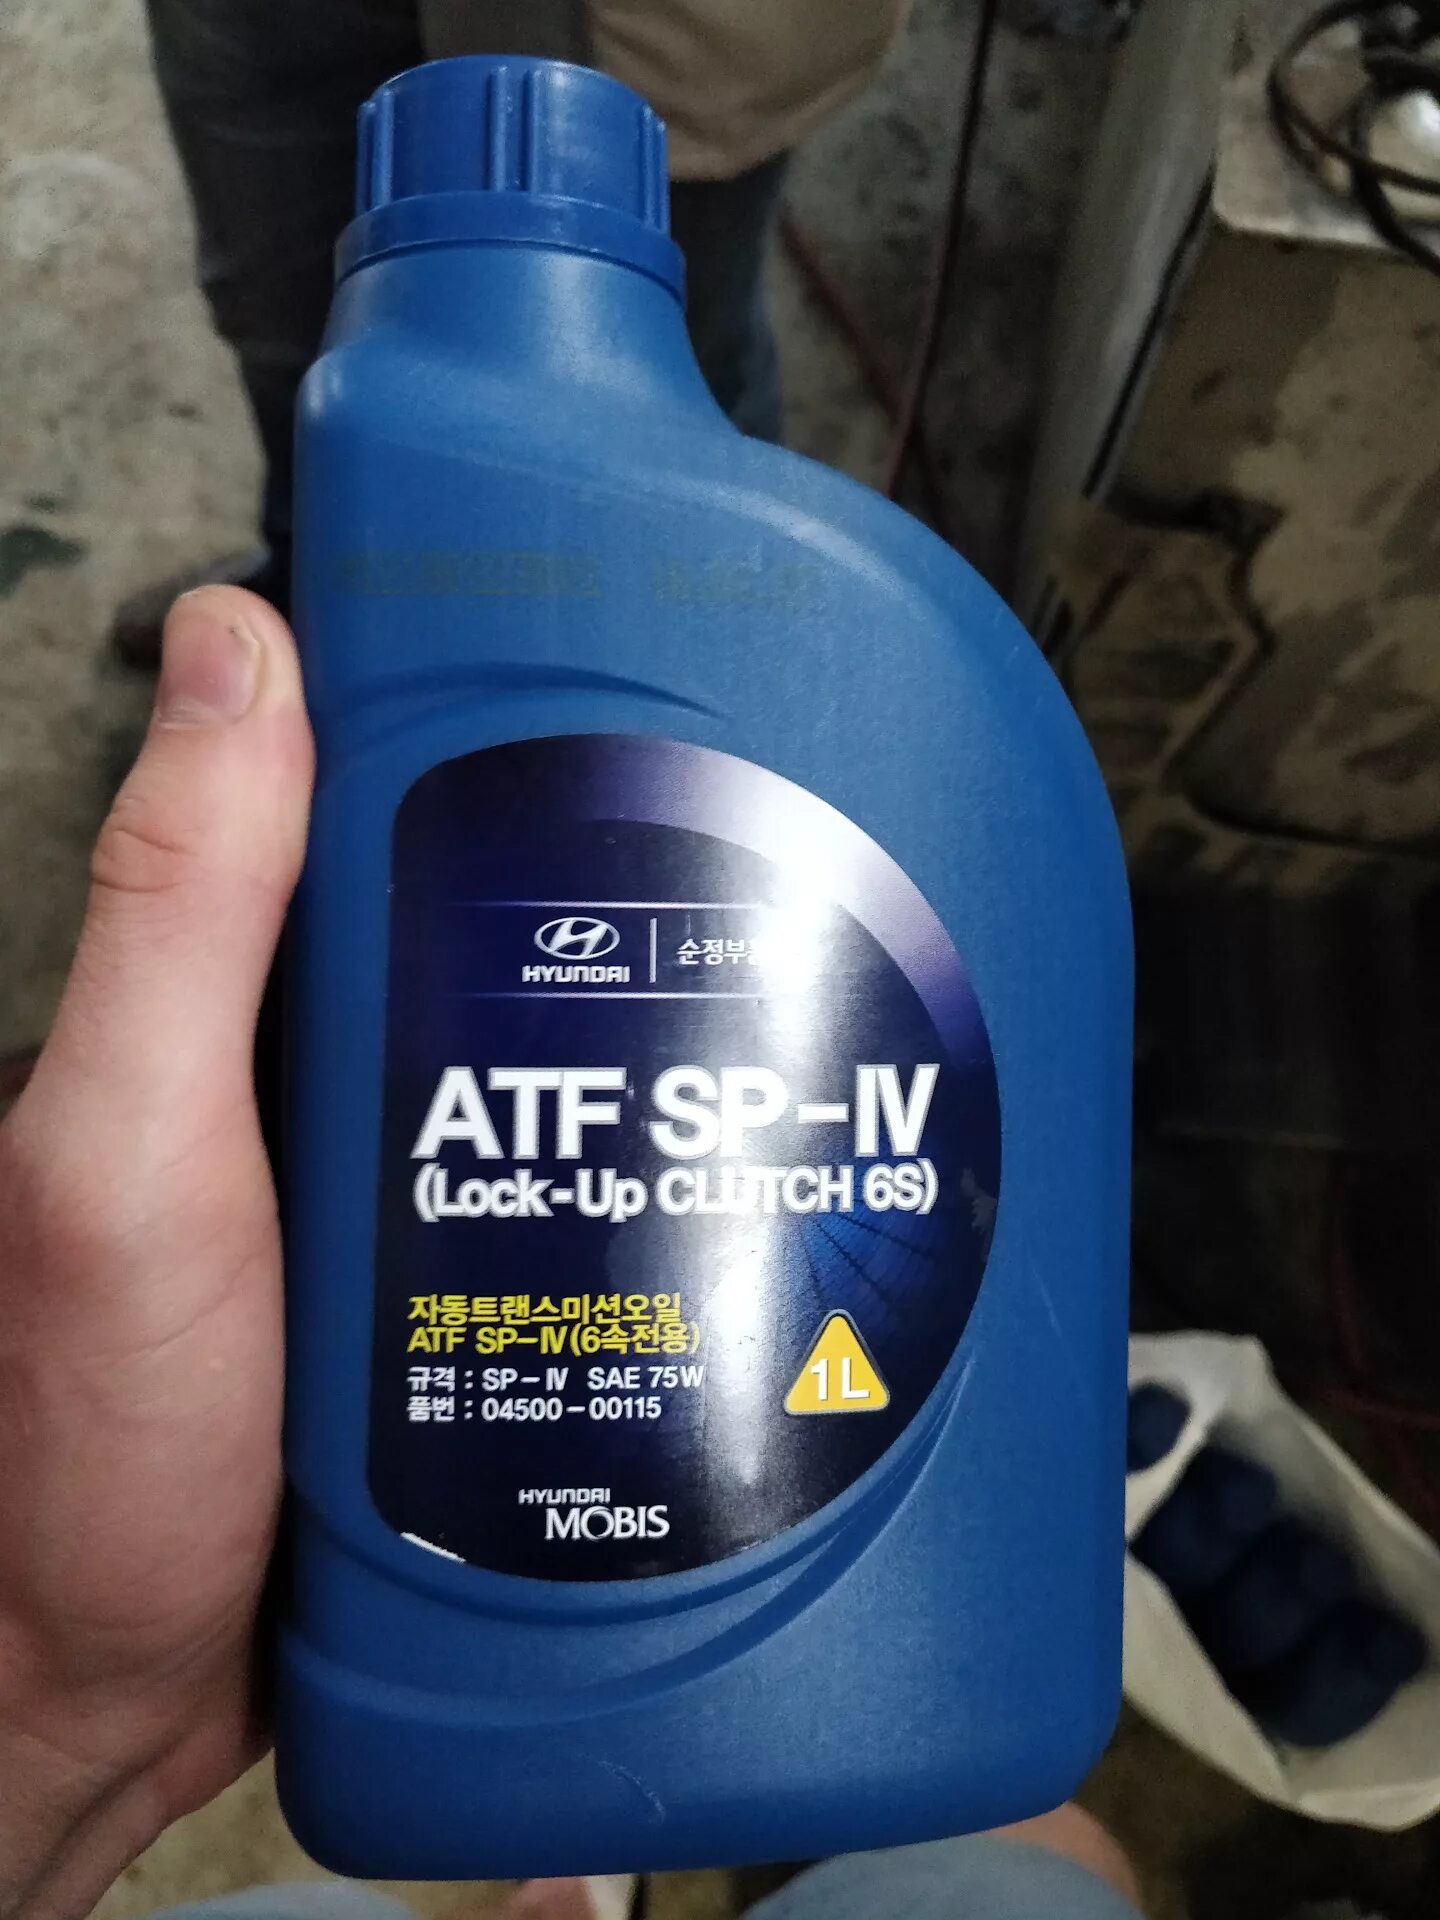 HYUNDAI 순정부품
ATF SP-IV
(Lock-Up CLUTCH 6S)
자동트랜스미션오일
ATF SP-IV(6速전용)
규격 : SP-IV SAE 75W
품번 : 04500-00115
1L
HYUNDAI
MOBIS